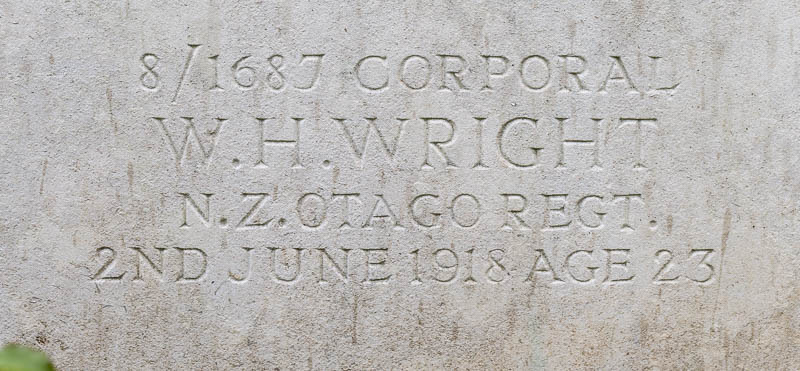 8/1687 CORPORAL
W.H.WRIGHT
N.Z.OTAGO REGT.
2ND JUNE 1918 AGE 23